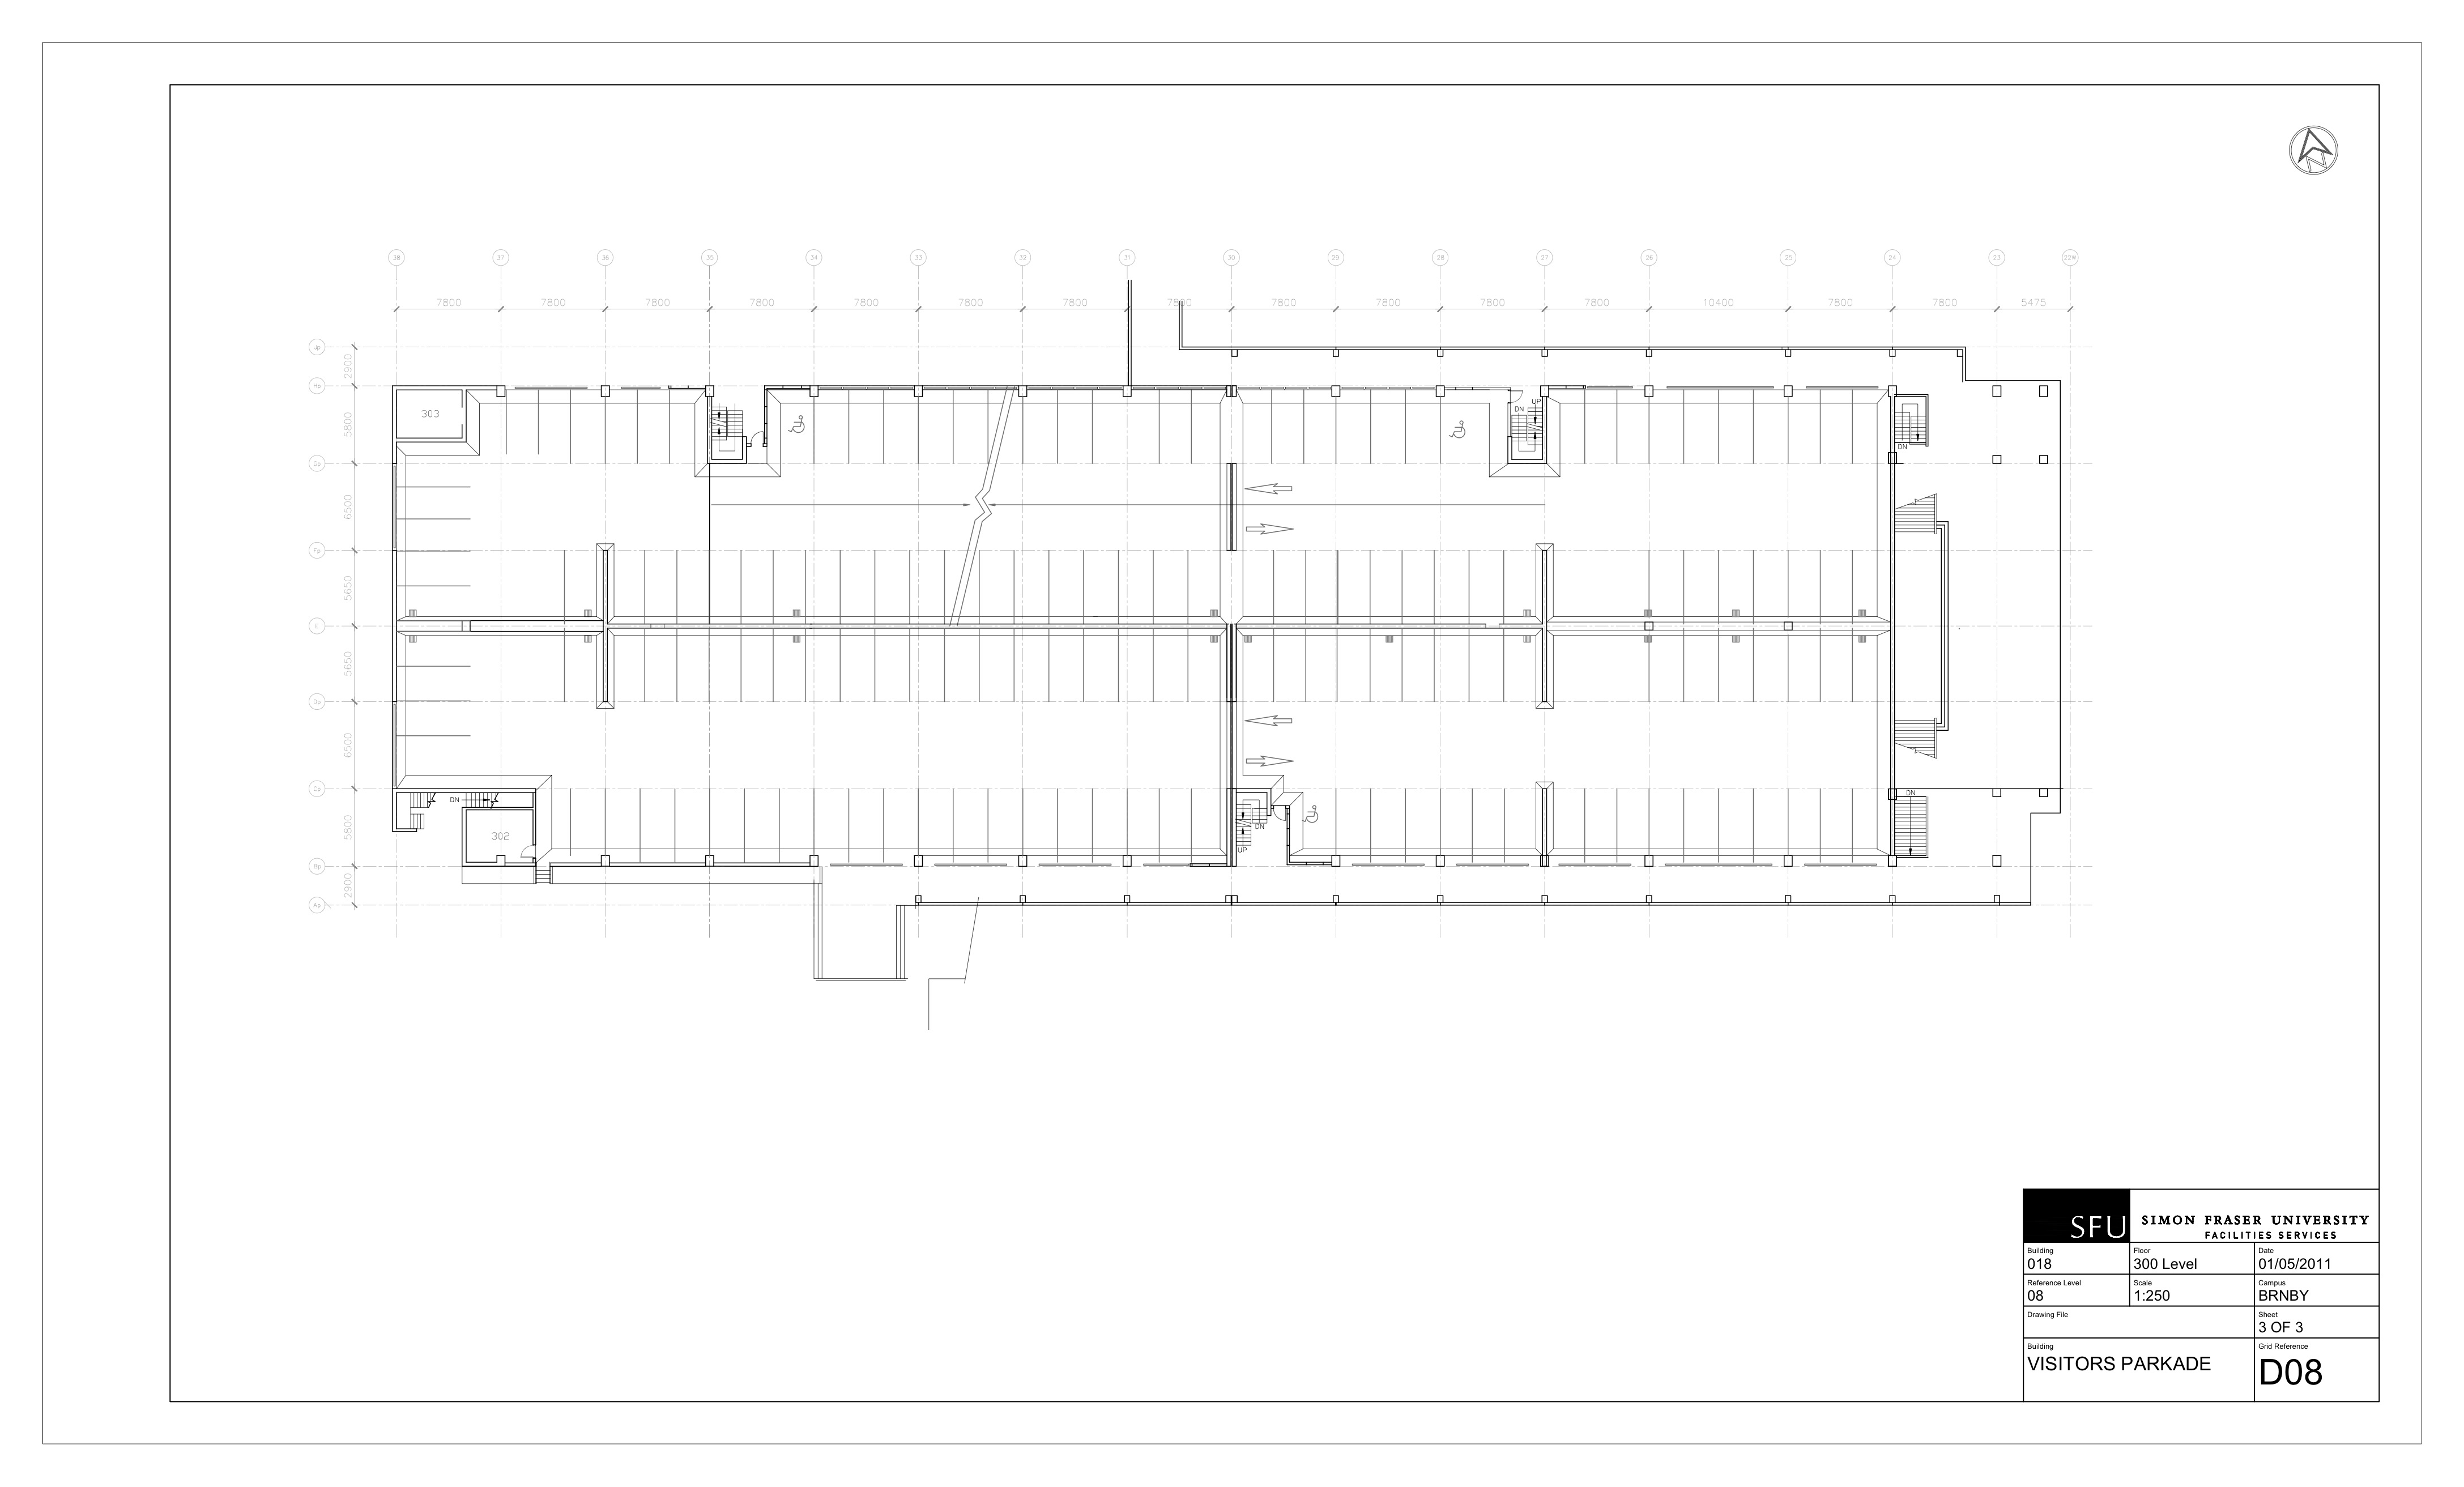 38 37 36 35 34 33 32 31 30 29 28 27 26 25 24 23 22A
7800 7800 7800 7800 7800 7800 7800 7800 7800 7800 7800 7800 10400 7800 7800 5475
Jp
2900
Hp
303
5800
DN UP
DN
Gp
6500
Fp
5650
E
5650
Dp
6500
Cp
DN
DN
302
5800
DN
UP
Bp
2900
Ap
SFU SIMON FRASER UNIVERSITY
FACILITIES SERVICES
Building Floor Date
018 300 Level 01/05/2011
Reference Level Scale Campus
08 1:250 BRNBY
Drawing File Sheet
3 OF 3
Building Grid Reference
VISITORS PARKADE D08